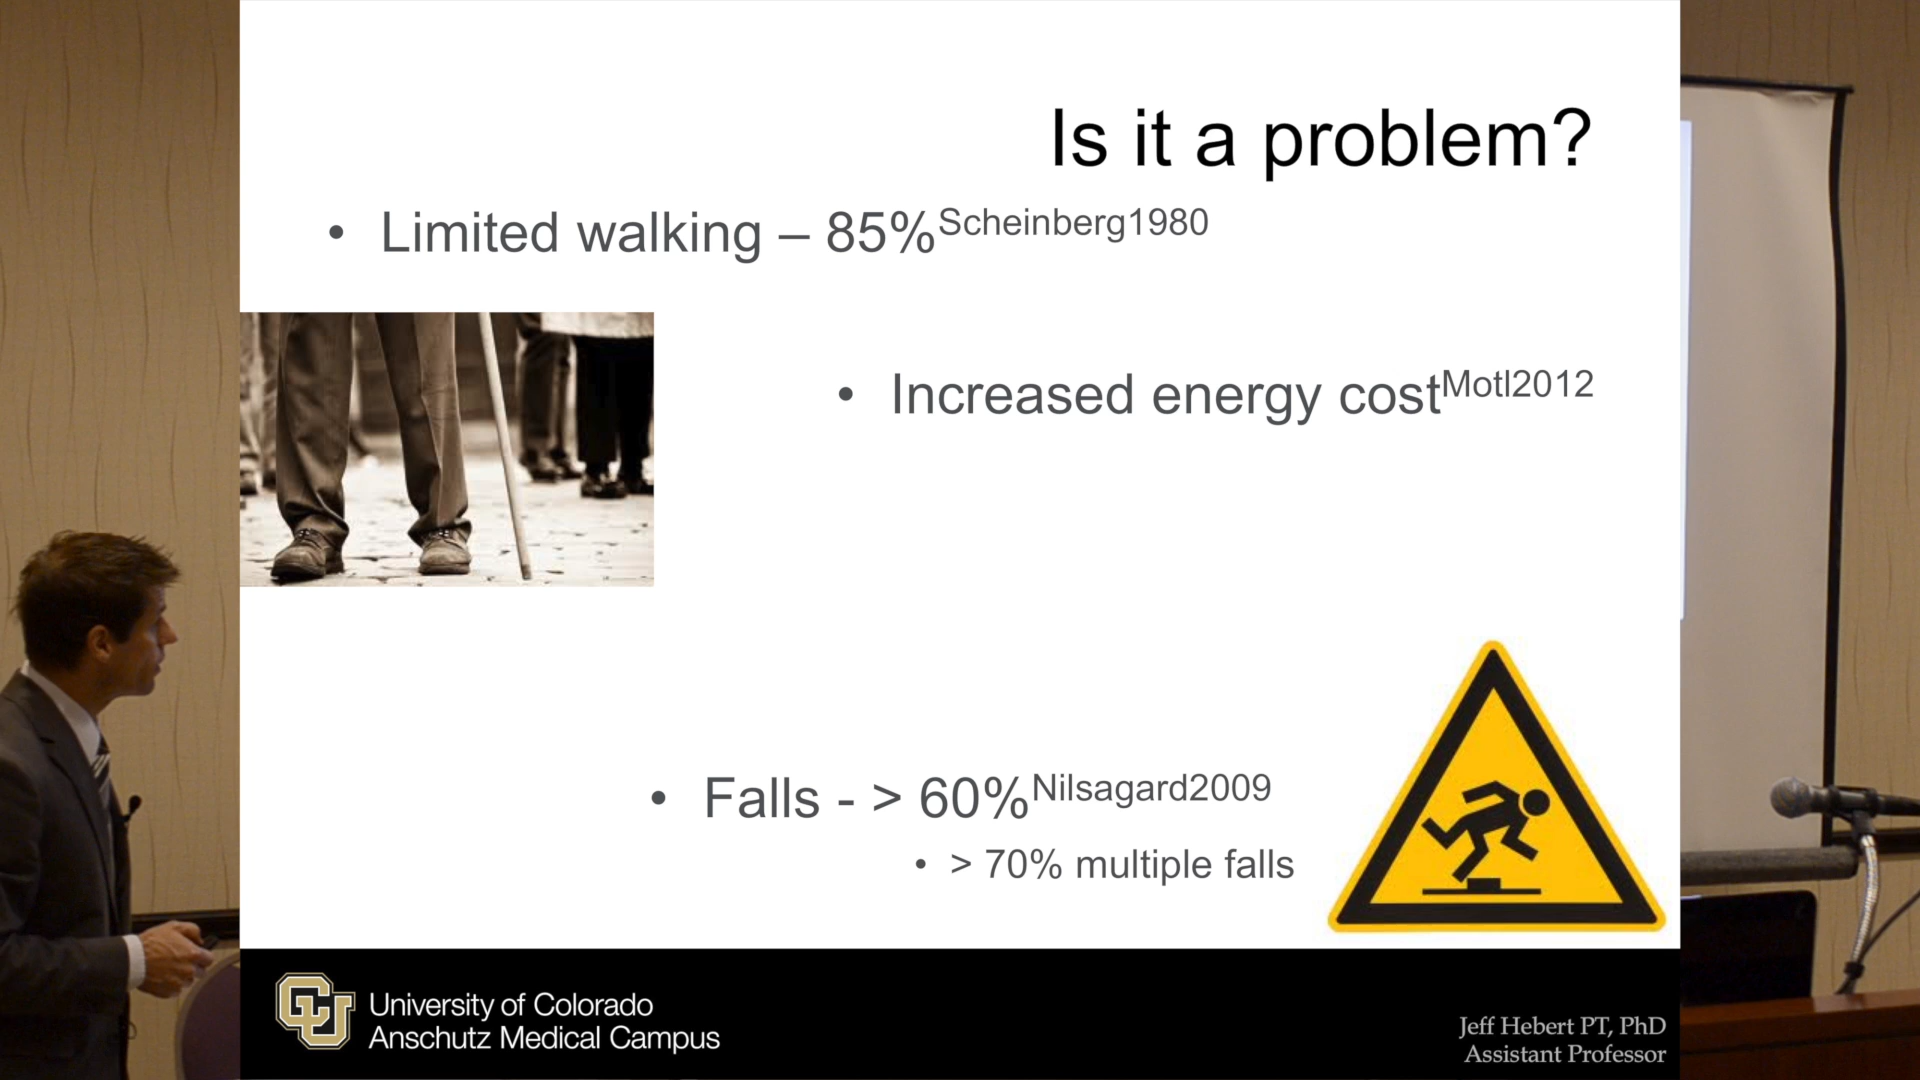 Is it a problem?
• Limited walking – 85%Scheinberg1980
• Increased energy costMotl2012
• Falls - > 60%Nilsagard2009
• > 70% multiple falls
CU
University of Colorado
Anschutz Medical Campus
Jeff Hebert PT, PhD
Assistant Professor